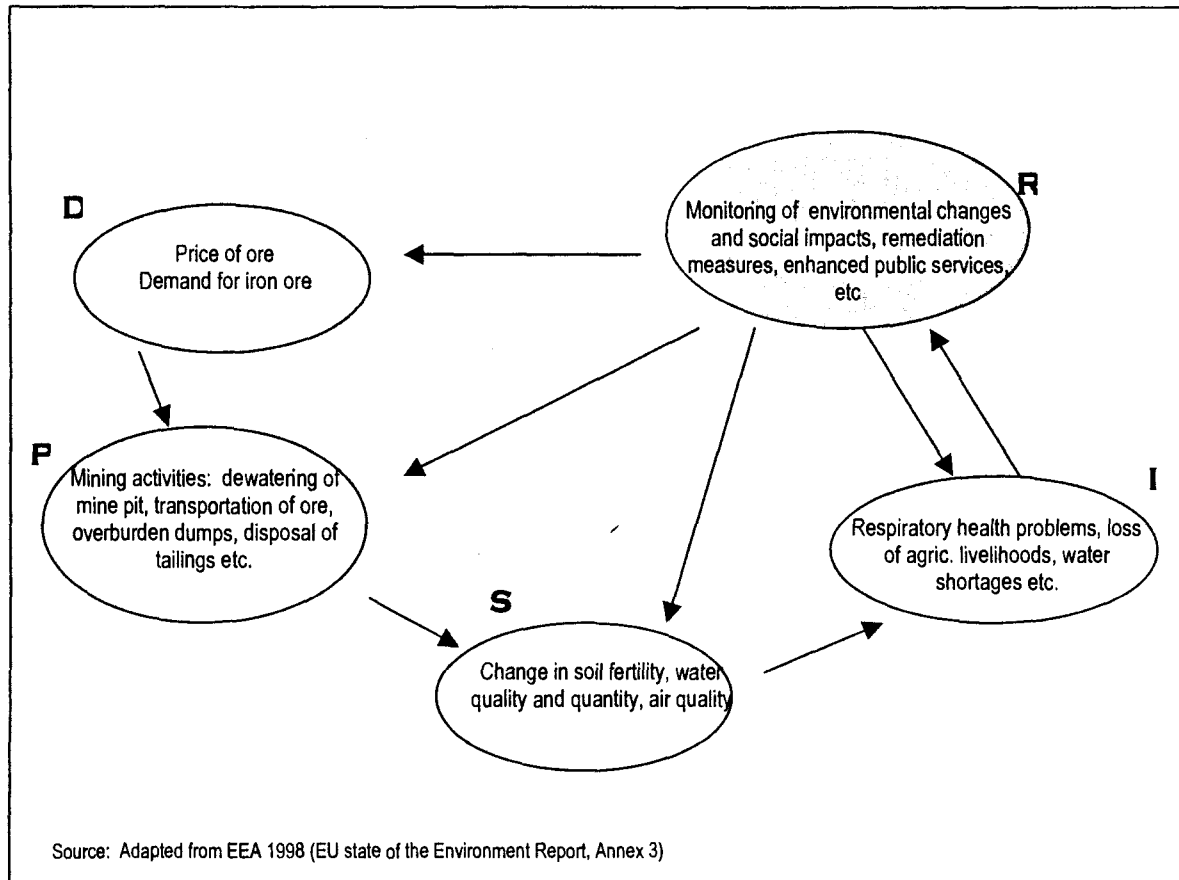 D
Price of ore
Demand for iron ore
R
Monitoring of environmental changes
and social impacts, remediation
measures, enhanced public services,
etc
P
Mining activities: dewatering of
mine pit, transportation of ore,
overburden dumps, disposal of
tailings etc.
S
Change in soil fertility, water
quality and quantity, air quality
I
Respiratory health problems, loss
of agric. livelihoods, water
shortages etc.
Source: Adapted from EEA 1998 (EU state of the Environment Report, Annex 3)